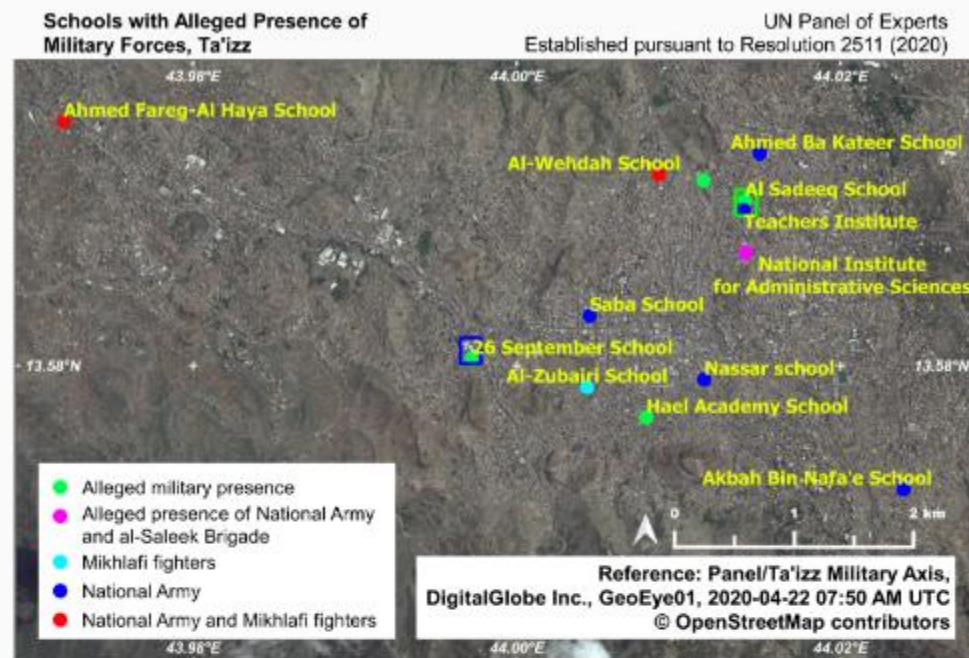 Schools with Alleged Presence of
Military Forces, Ta'izz
UN Panel of Experts
Established pursuant to Resolution 2511 (2020)
43.98°E
44.00°E
44.02°E
Ahmed Fareg-Al Haya School
Ahmed Ba Kateer School
Al-Wehdah School
Al Sadeeq School
Teachers Institute
National Institute
for Administrative Sciences
Saba School
26 September School
13.58°N
13.58°N
Al-Zubairi School
Nassar school
Hael Academy School
Akbah Bin Nafa'e School
0 1 2 km
Alleged military presence
Alleged presence of National Army
and al-Saleek Brigade
Mikhlafi fighters
National Army
National Army and Mikhlafi fighters
Reference: Panel/Ta'izz Military Axis,
DigitalGlobe Inc., GeoEye01, 2020-04-22 07:50 AM UTC
© OpenStreetMap contributors
43.98°E
44.00°E
44.02°E